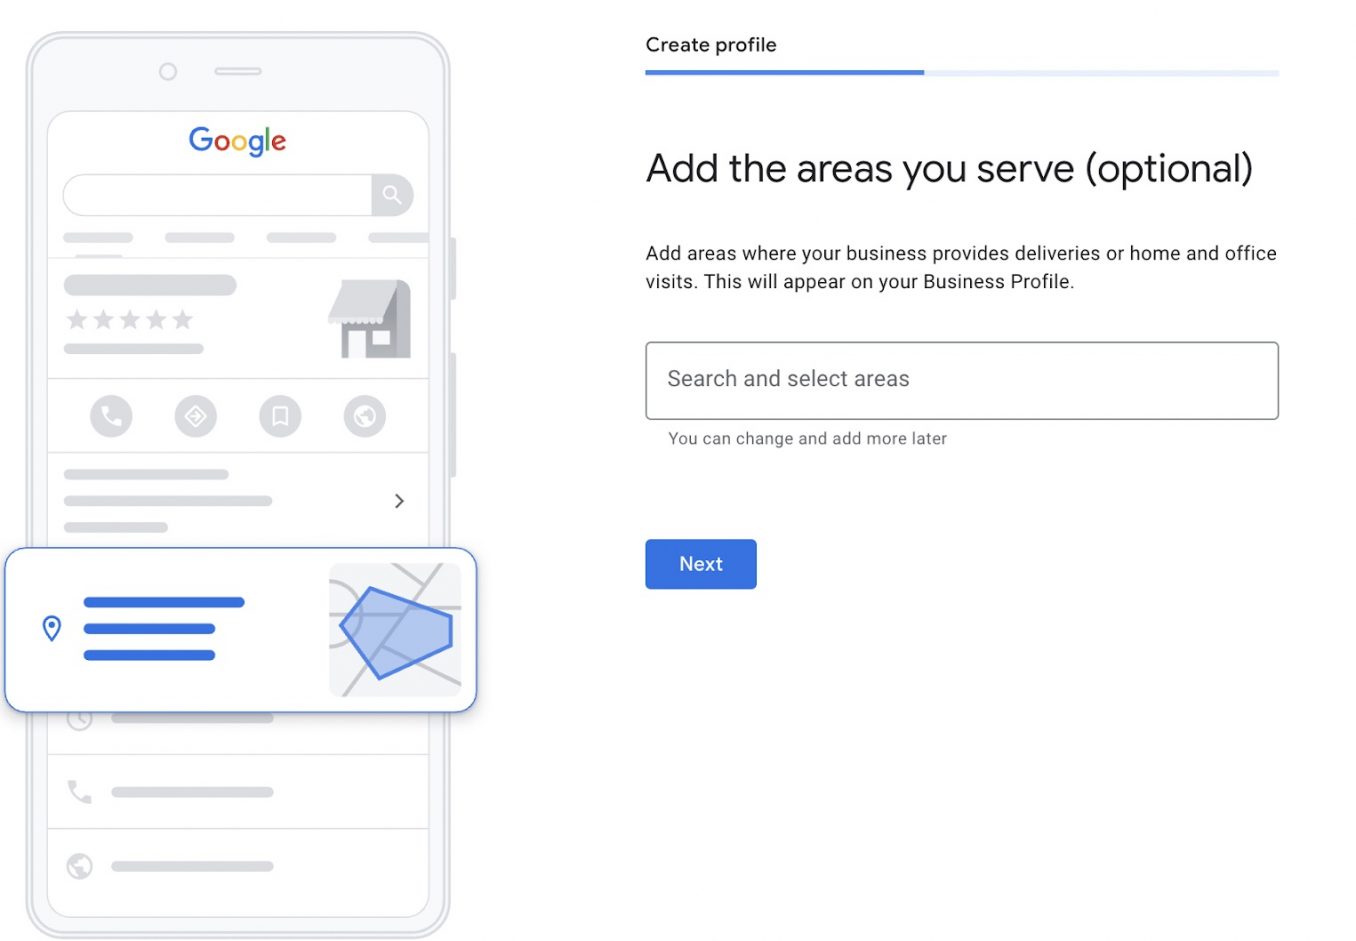 Google
Create profile
Add the areas you serve (optional)
Add areas where your business provides deliveries or home and office
visits. This will appear on your Business Profile.
Search and select areas
You can change and add more later
Next